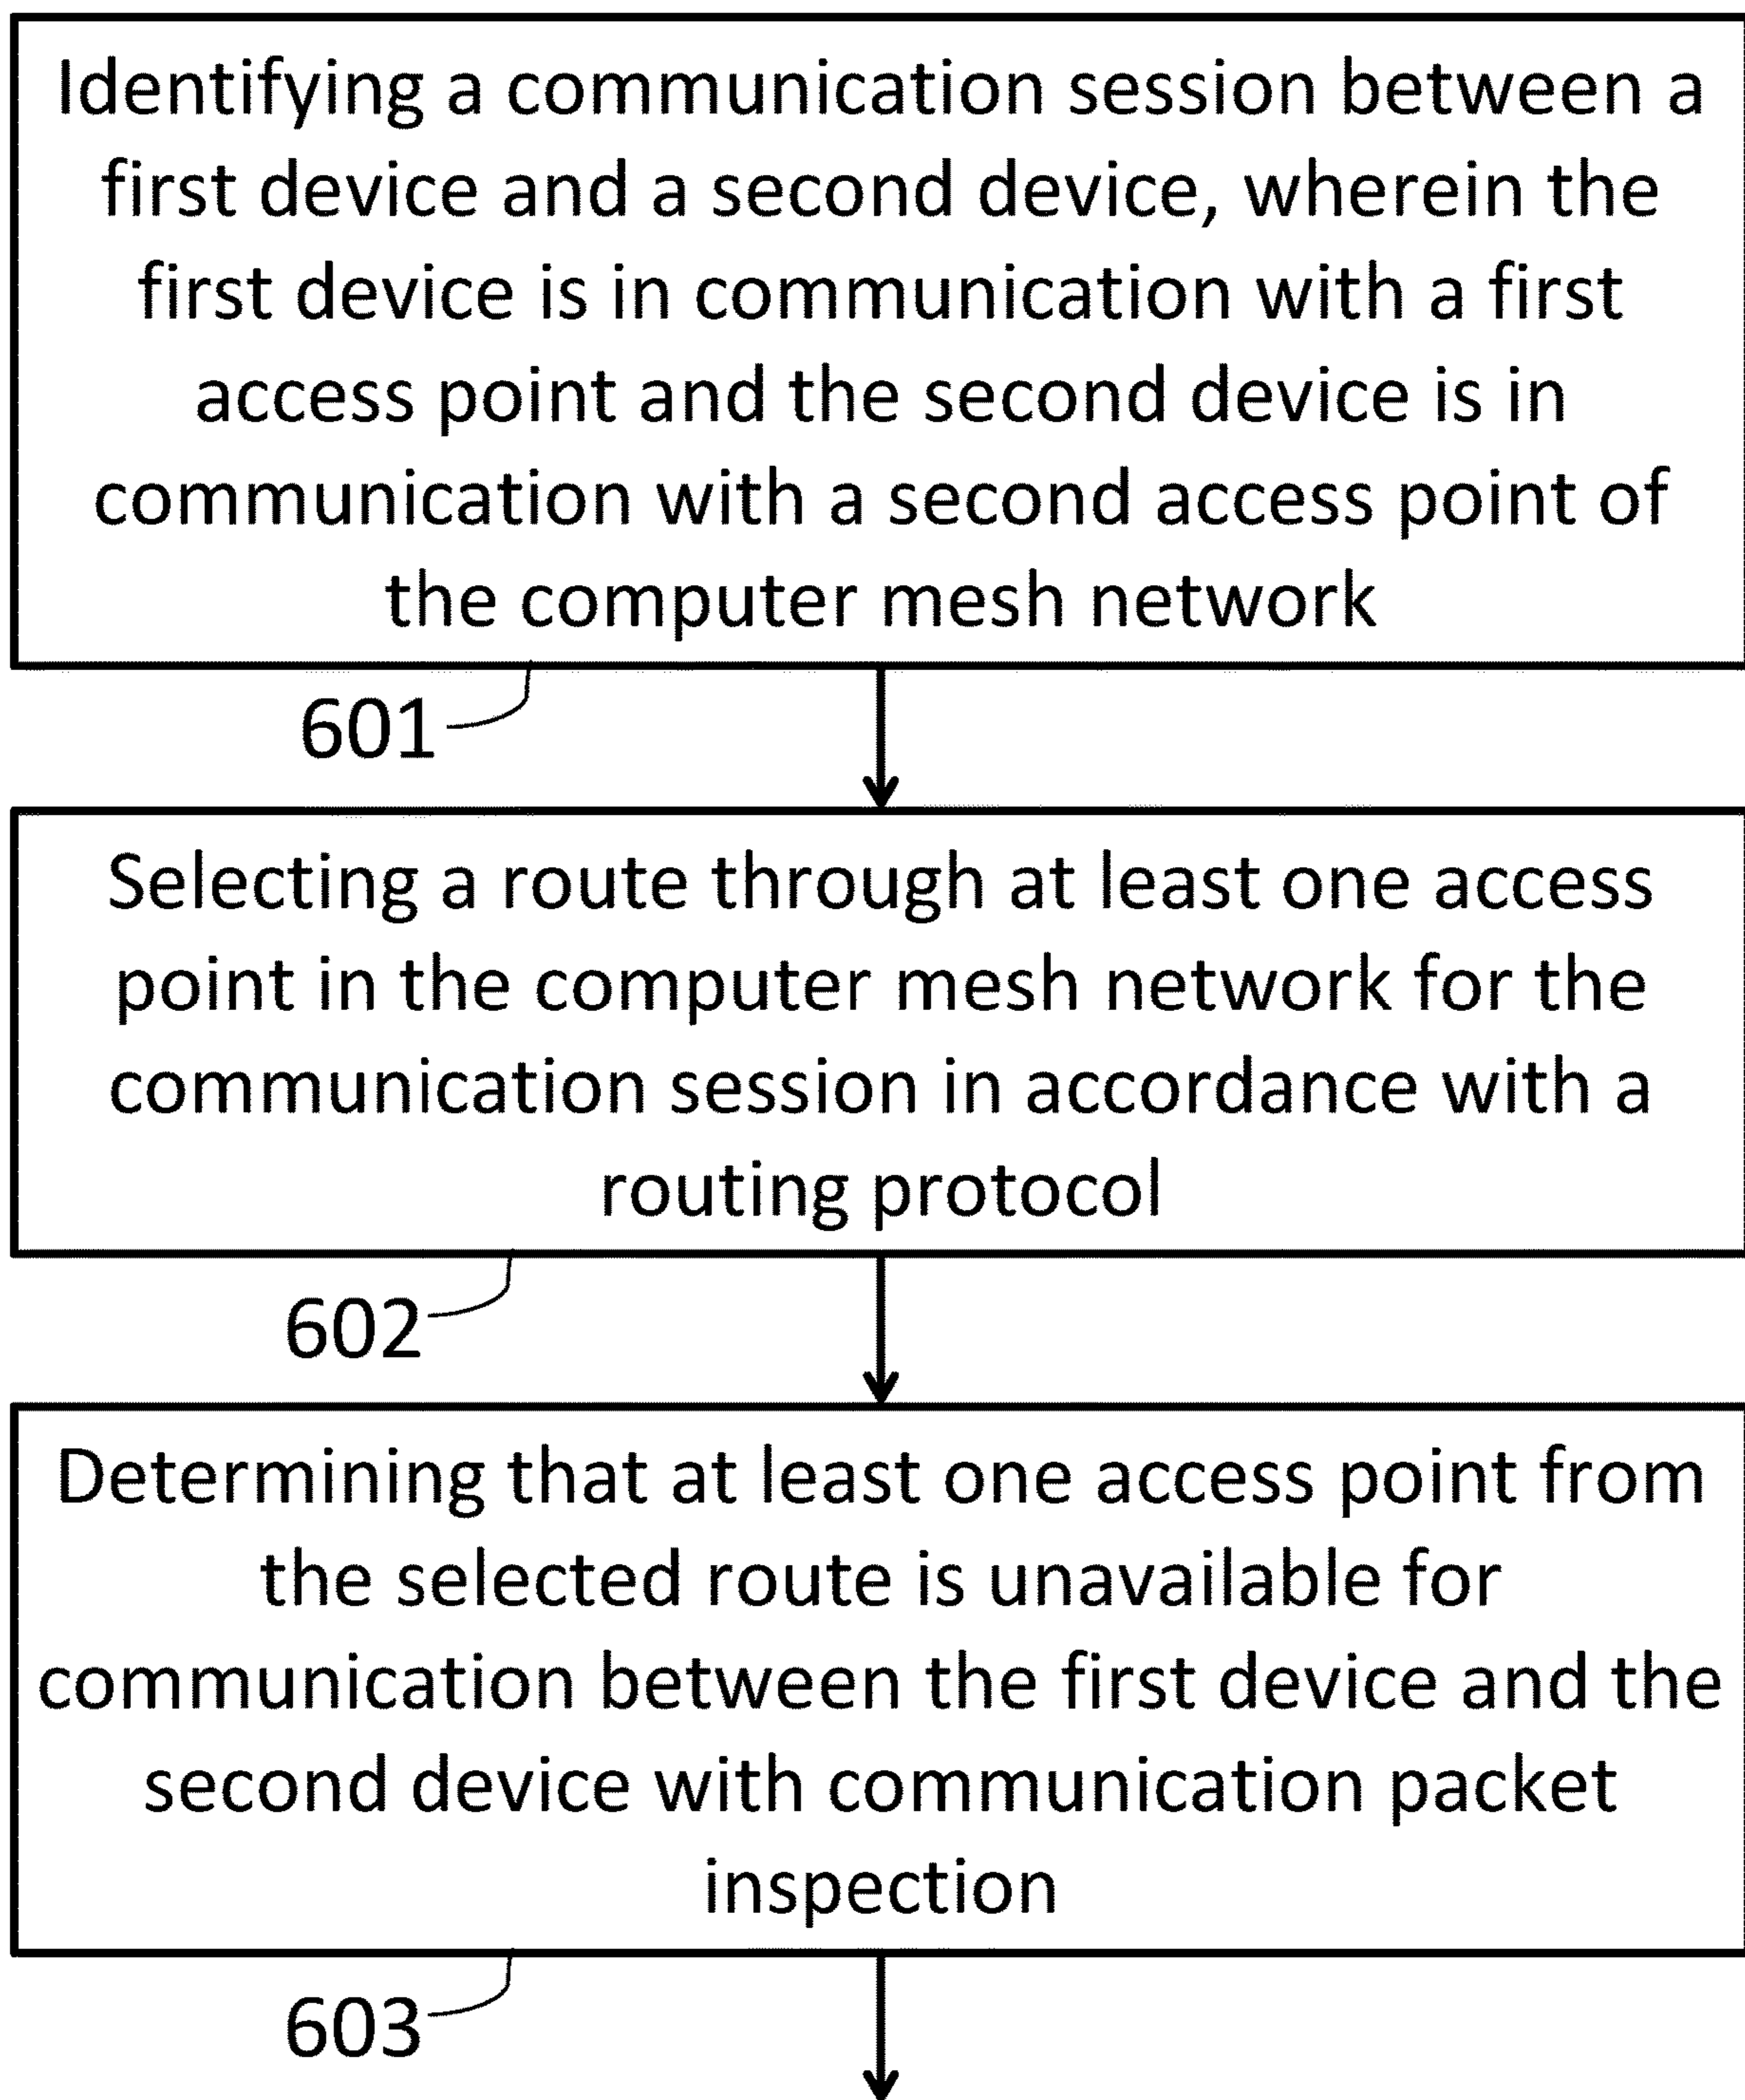 Identifying a communication session between a
first device and a second device, wherein the
first device is in communication with a first
access point and the second device is in
communication with a second access point of
the computer mesh network
601
Selecting a route through at least one access
point in the computer mesh network for the
communication session in accordance with a
routing protocol
602
Determining that at least one access point from
the selected route is unavailable for
communication between the first device and the
second device with communication packet
inspection
603